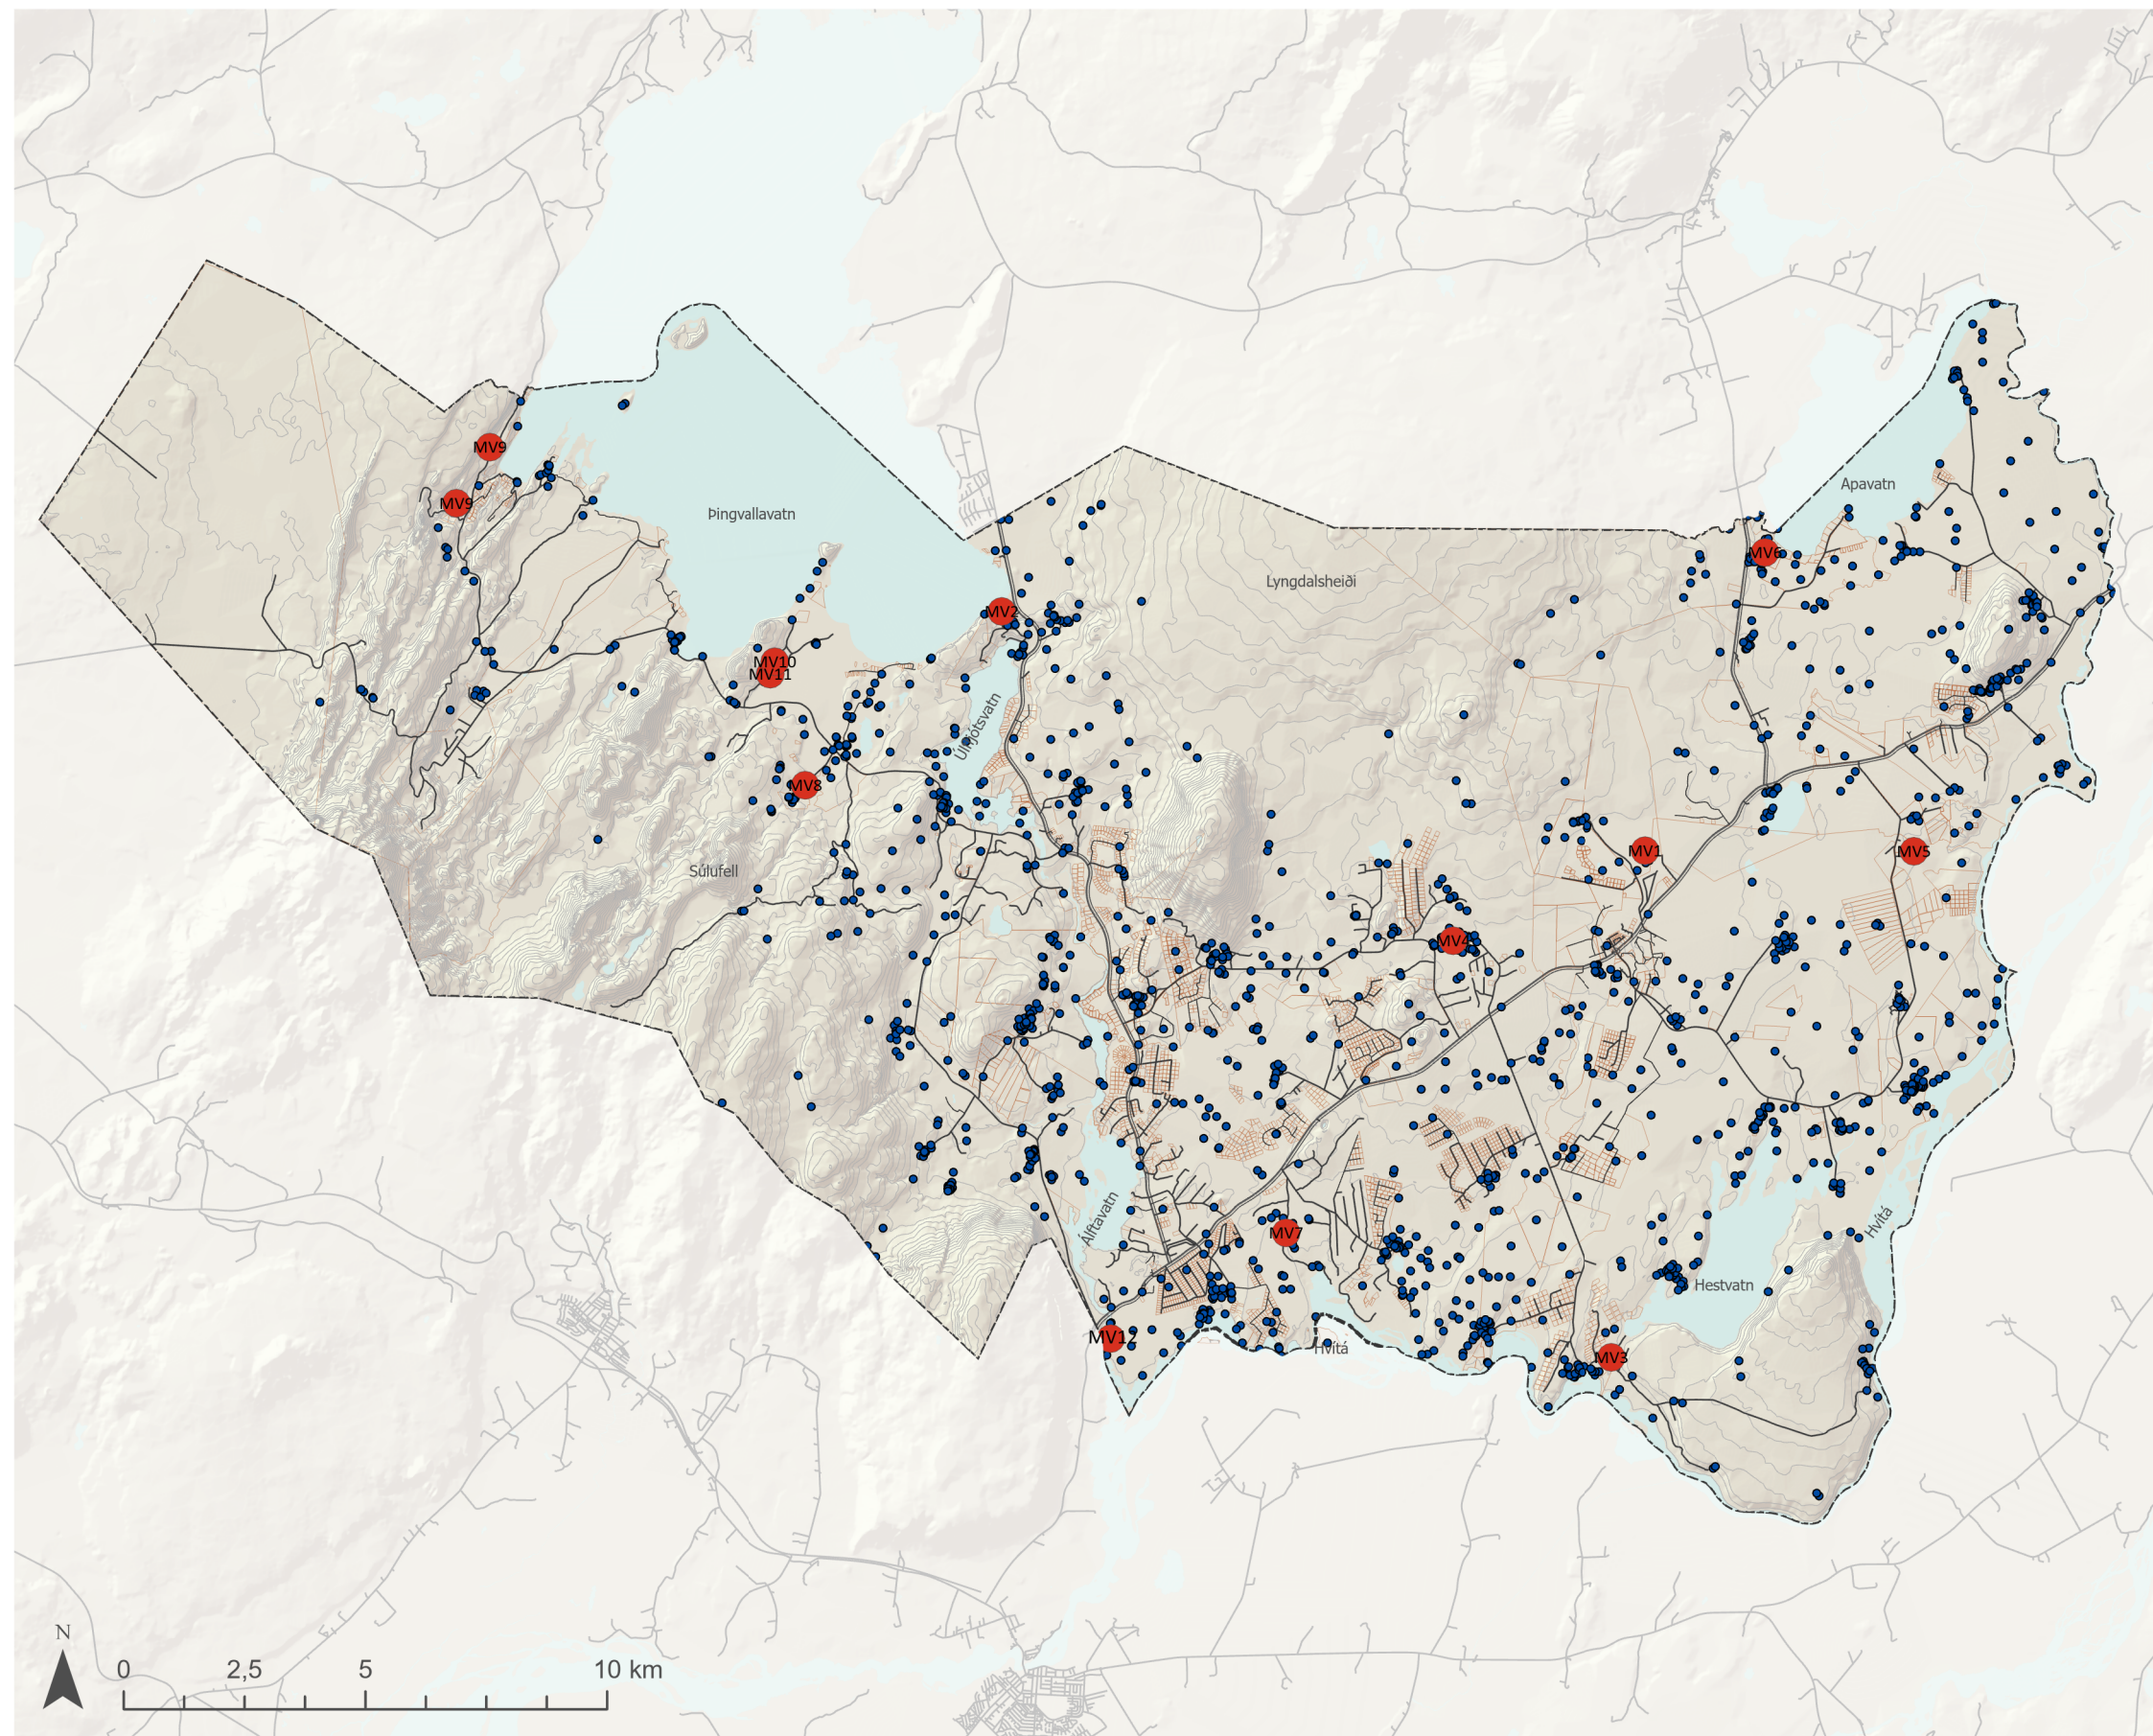 MV9
Apavatn
MV9
Þingvallavatn
MV6
Lyngdalsheiði
MV2
MV10
MV11
Úlfljótsvatn
MV8
MV1
MV5
Súlufell
MV4
Álftavatn
Hvítá
MV7
Hestvatn
MV12
Hvítá
MV3
N
0 2,5 5 10 km